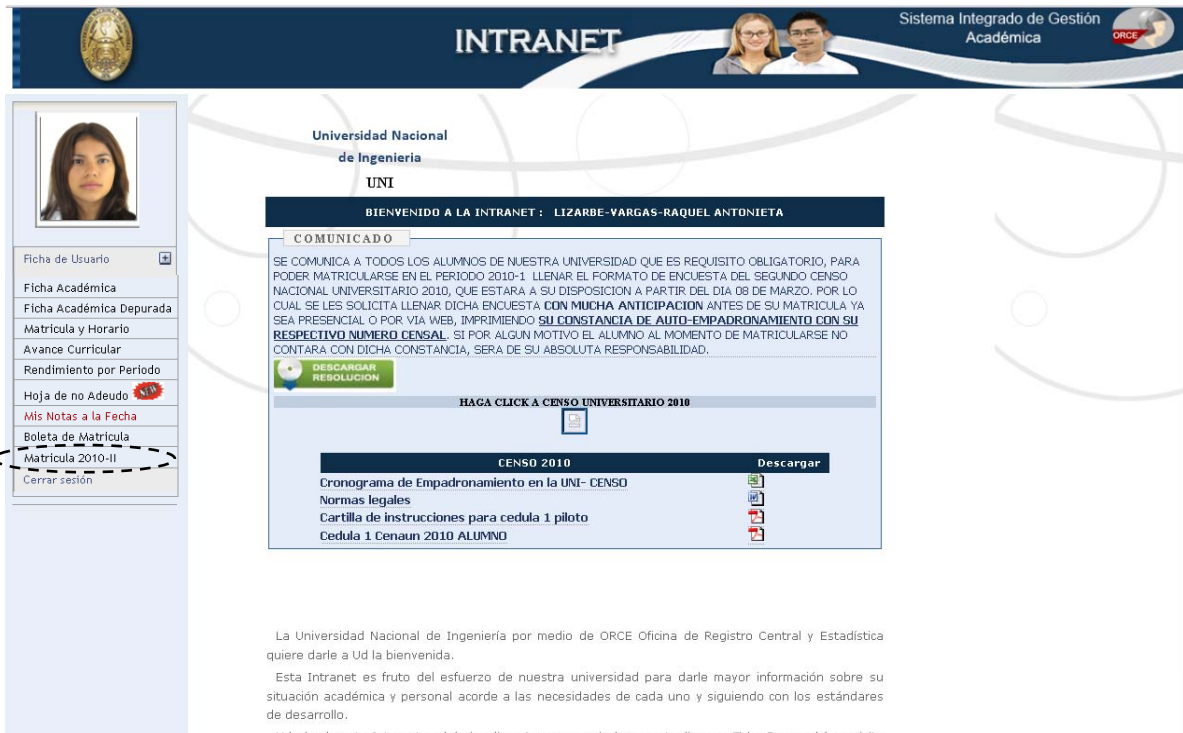 INTRANET
Sistema Integrado de Gestión
Académica
ORCE
Universidad Nacional
de Ingenieria
UNI
BIENVENIDO A LA INTRANET : LIZARBE-VARGAS-RAQUEL ANTONIETA
Ficha de Usuario
Ficha Académica
Ficha Académica Depurada
Matricula y Horario
Avance Curricular
Rendimiento por Periodo
Hoja de no Adeudo NEW
Mis Notas a la Fecha
Boleta de Matricula
Matricula 2010-II
Cerrar sesión
COMUNICADO
SE COMUNICA A TODOS LOS ALUMNOS DE NUESTRA UNIVERSIDAD QUE ES REQUISITO OBLIGATORIO, PARA
PODER MATRICULARSE EN EL PERIODO 2010-1 LLENAR EL FORMATO DE ENCUESTA DEL SEGUNDO CENSO
NACIONAL UNIVERSITARIO 2010, QUE ESTARA A SU DISPOSICION A PARTIR DEL DIA 08 DE MARZO. POR LO
CUAL SE LES SOLICITA LLENAR DICHA ENCUESTA CON MUCHA ANTICIPACION ANTES DE SU MATRICULA YA
SEA PRESENCIAL O POR VIA WEB, IMPRIMIENDO SU CONSTANCIA DE AUTO-EMPADRONAMIENTO CON SU
RESPECTIVO NUMERO CENSAL. SI POR ALGUN MOTIVO EL ALUMNO AL MOMENTO DE MATRICULARSE NO
CONTARA CON DICHA CONSTANCIA, SERA DE SU ABSOLUTA RESPONSABILIDAD.
DESCARGAR
RESOLUCION
HAGA CLICK A CENSO UNIVERSITARIO 2010
CENSO 2010 Descargar
Cronograma de Empadronamiento en la UNI- CENSO
Normas legales
Cartilla de instrucciones para cedula 1 piloto
Cedula 1 Cenaun 2010 ALUMNO
La Universidad Nacional de Ingeniería por medio de ORCE Oficina de Registro Central y Estadística
quiere darle a Ud la bienvenida.
Esta Intranet es fruto del esfuerzo de nuestra universidad para darle mayor información sobre su
situación académica y personal acorde a las necesidades de cada uno y siguiendo con los estándares
de desarrollo.